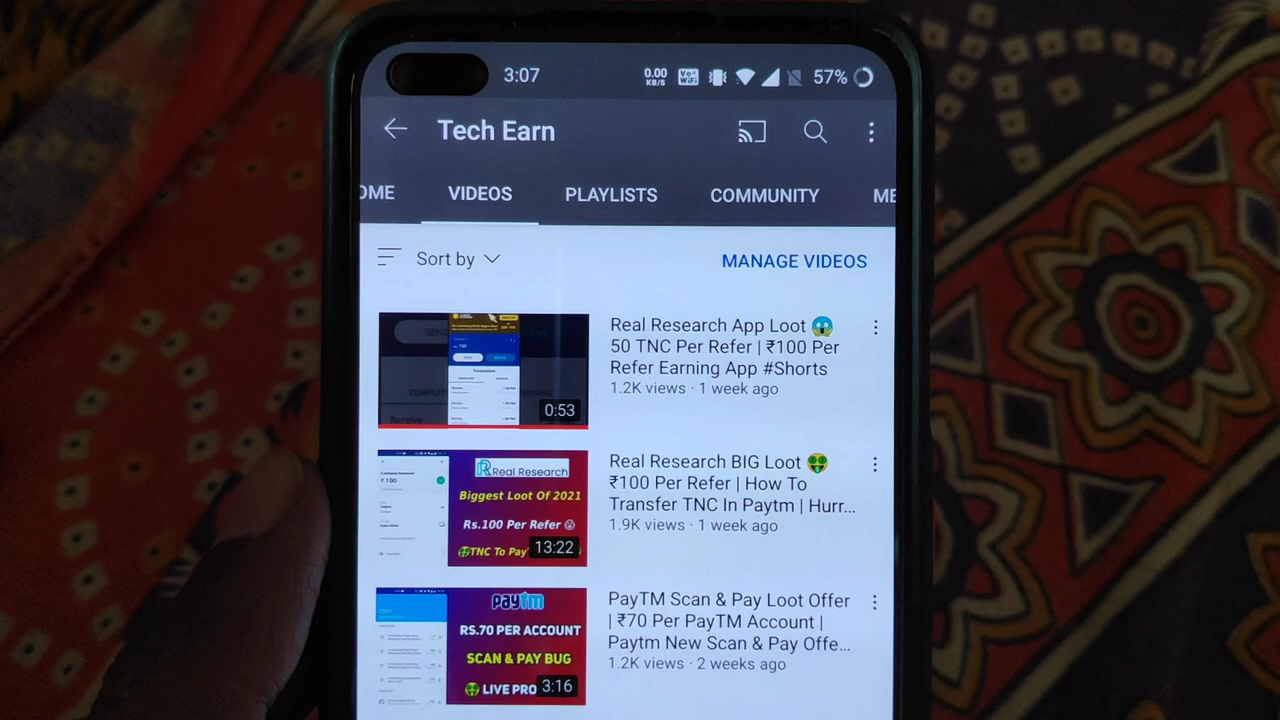 3:07
0.00
KB/S
Vo
WiFi
57%
Tech Earn
OME
VIDEOS
PLAYLISTS
COMMUNITY
ME
Sort by
MANAGE VIDEOS
0:53
Real Research App Loot 😱
50 TNC Per Refer | ₹100 Per
Refer Earning App #Shorts
1.2K views · 1 week ago
₹100
Real Research
Biggest Loot Of 2021
Rs.100 Per Refer 😱
🤑TNC To Pay
13:22
Real Research BIG Loot 🤑
₹100 Per Refer | How To
Transfer TNC In Paytm | Hurr...
1.9K views · 1 week ago
PayTM
RS.70 PER ACCOUNT
SCAN & PAY BUG
🤑 LIVE PRO
3:16
PayTM Scan & Pay Loot Offer
| ₹70 Per PayTM Account |
Paytm New Scan & Pay Offe...
1.2K views · 2 weeks ago